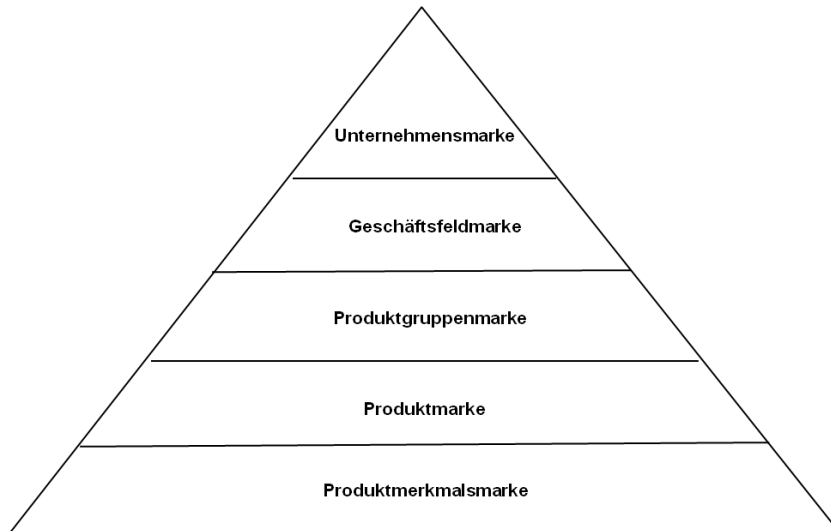 Unternehmensmarke
Geschäftsfeldmarke
Produktgruppenmarke
Produktmarke
Produktmerkmalsmarke